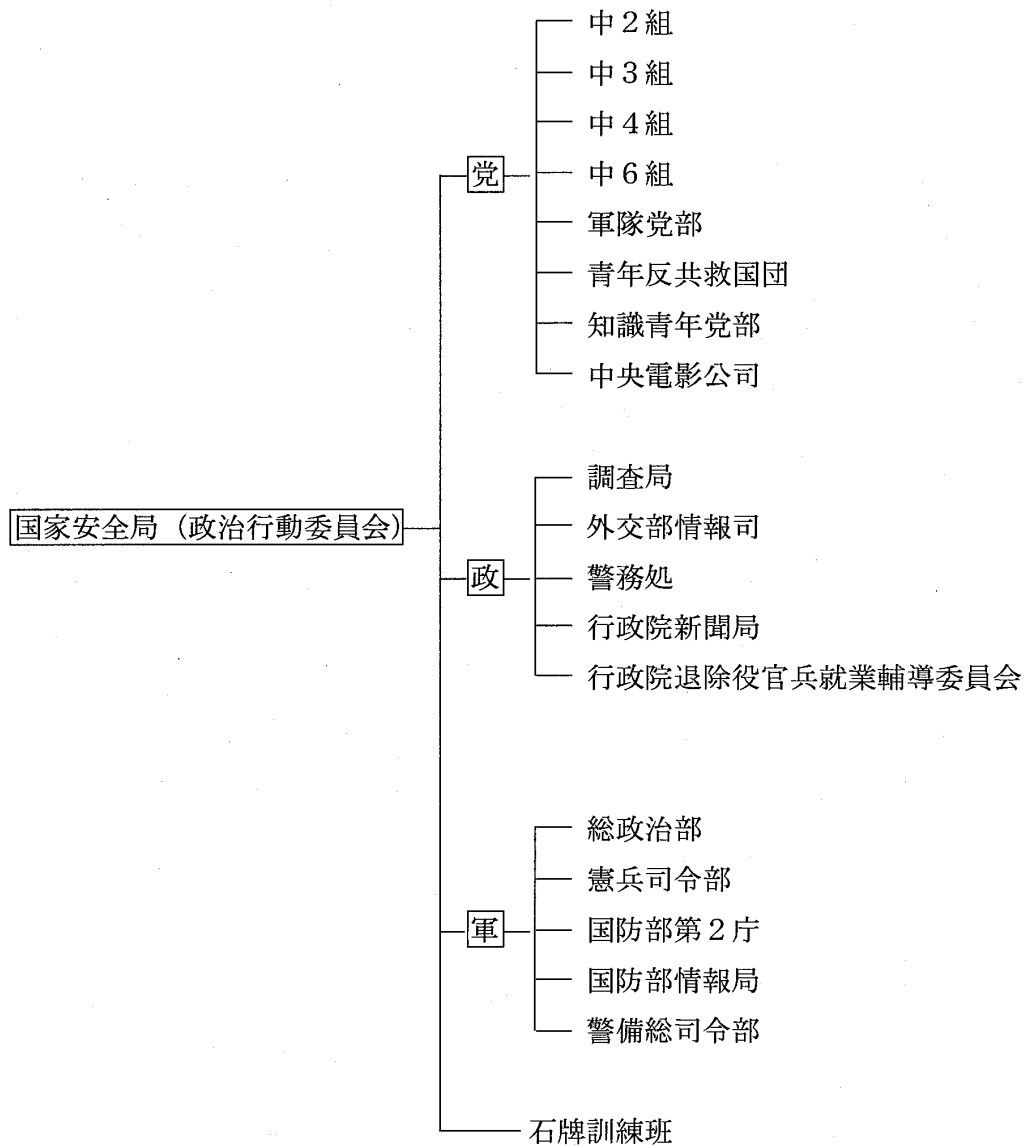 国家安全局（政治行動委員会）
党
中２組
中３組
中４組
中６組
軍隊党部
青年反共救国団
知識青年党部
中央電影公司
政
調査局
外交部情報司
警務処
行政院新聞局
行政院退除役官兵就業輔導委員会
軍
総政治部
憲兵司令部
国防部第２庁
国防部情報局
警備総司令部
石牌訓練班